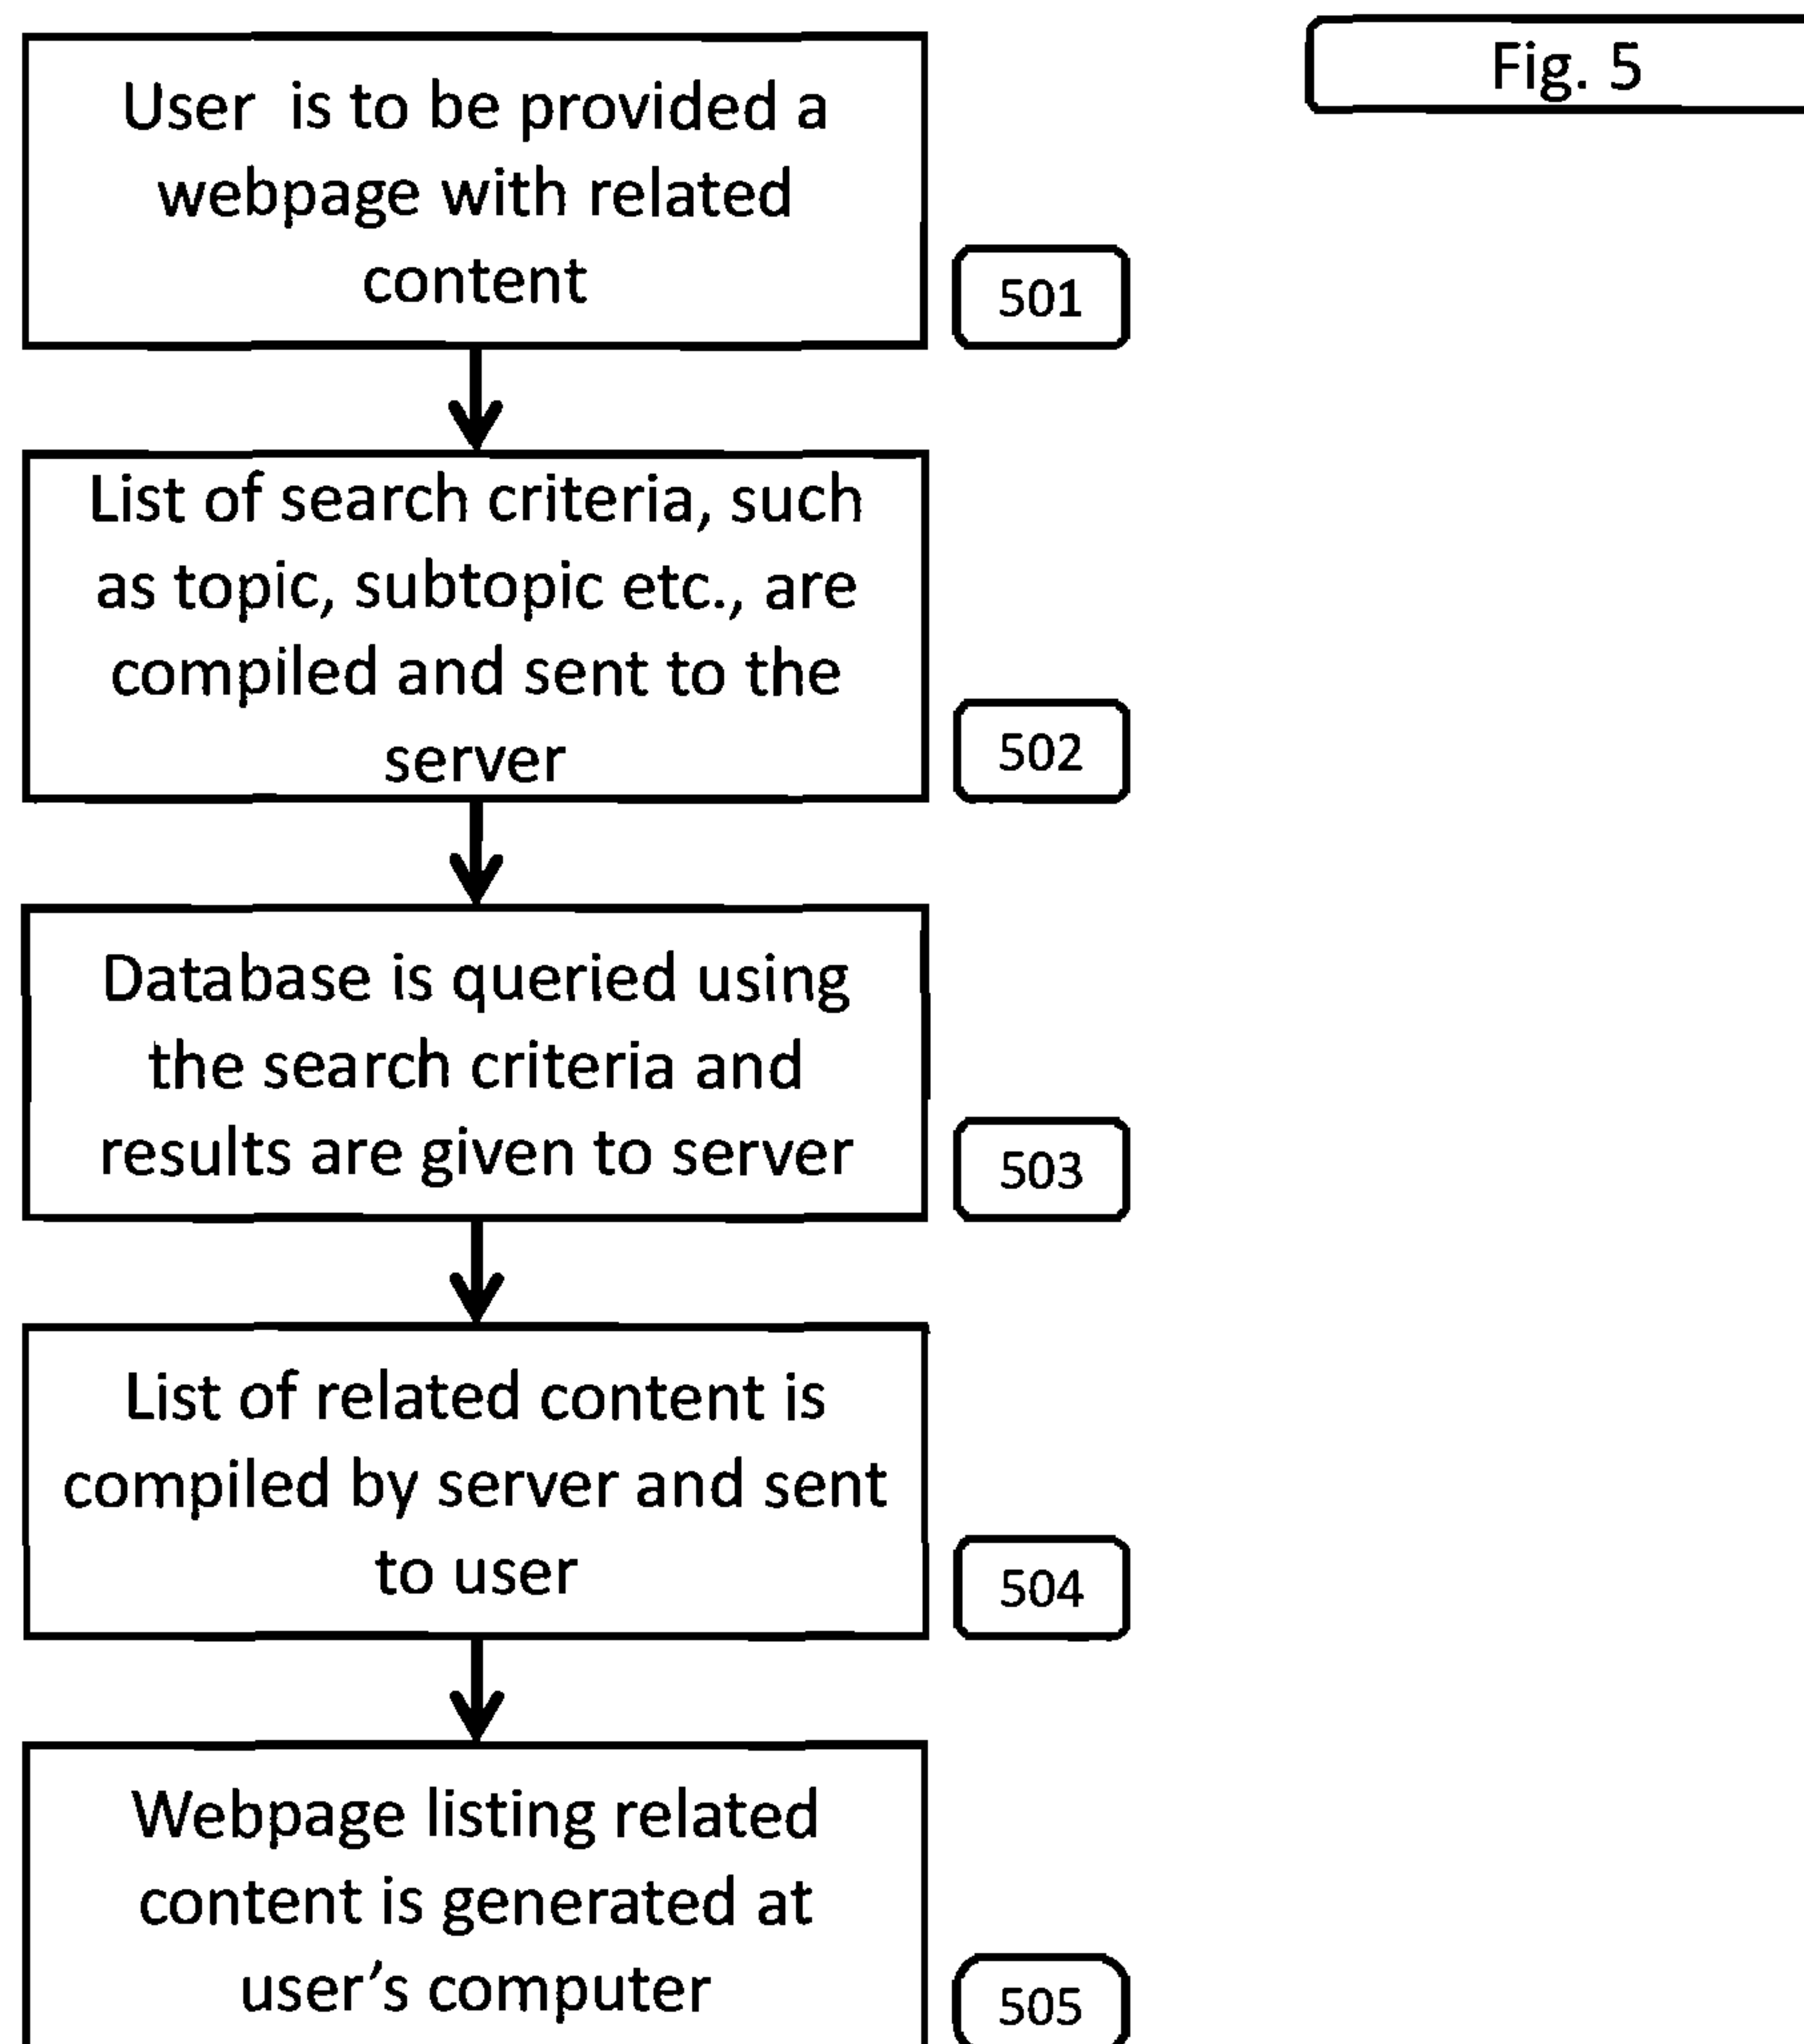 Fig. 5
User is to be provided a
webpage with related
content
501
List of search criteria, such
as topic, subtopic etc., are
compiled and sent to the
server
502
Database is queried using
the search criteria and
results are given to server
503
List of related content is
compiled by server and sent
to user
504
Webpage listing related
content is generated at
user’s computer
505